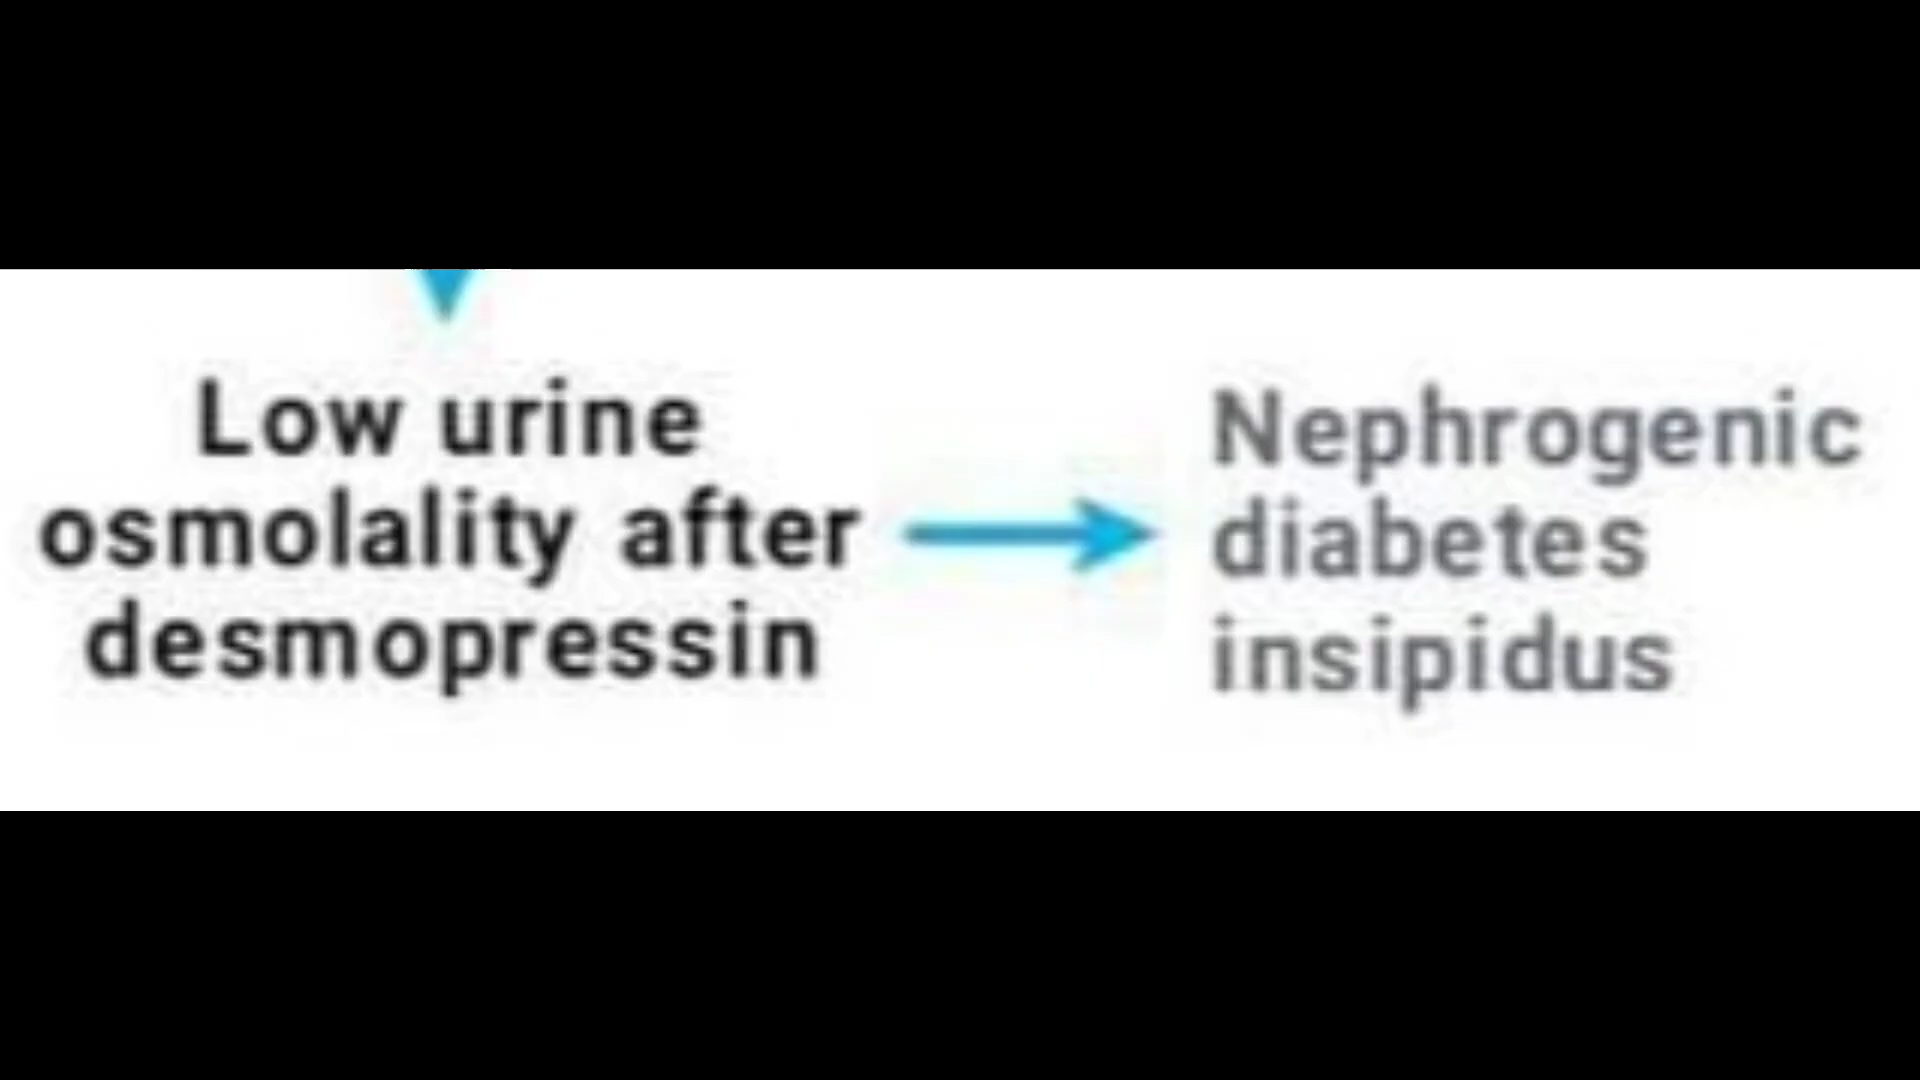 Low urine
osmolality after
desmopressin
Nephrogenic
diabetes
insipidus